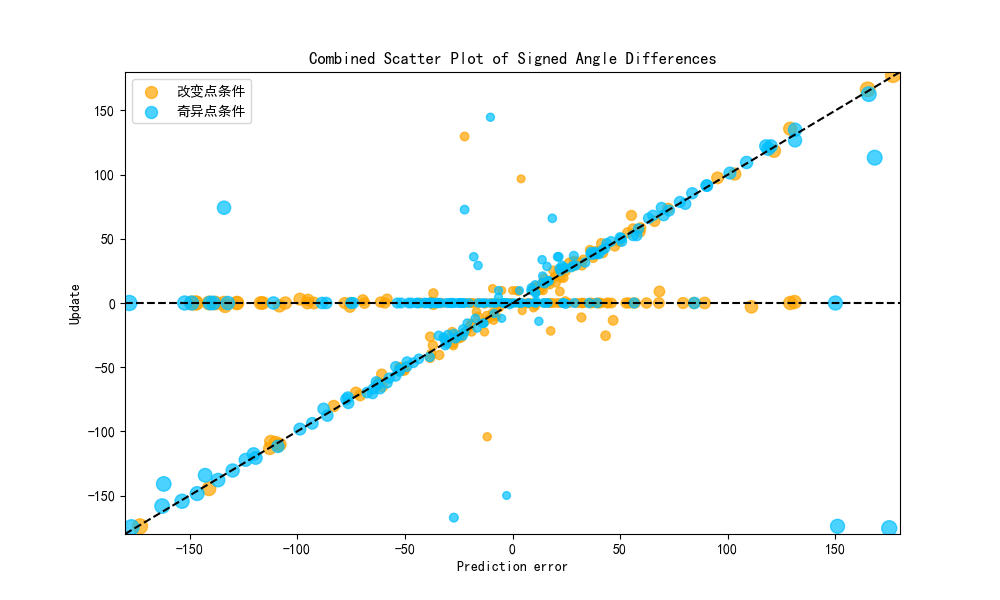 Combined Scatter Plot of Signed Angle Differences
改变点条件
奇异点条件
150
100
50
0
−50
−100
−150
Update
−150
−100
−50
0
50
100
150
Prediction error